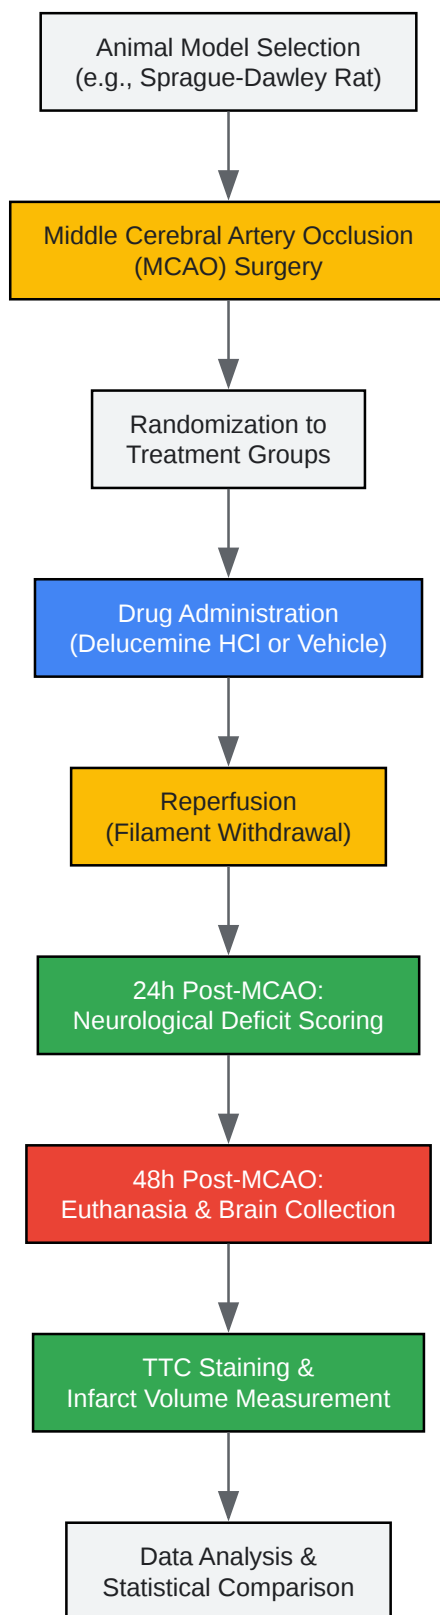 Animal Model Selection
(e.g., Sprague-Dawley Rat)
Middle Cerebral Artery Occlusion
(MCAO) Surgery
Randomization to
Treatment Groups
Drug Administration
(Delucemine HCl or Vehicle)
Reperfusion
(Filament Withdrawal)
24h Post-MCAO:
Neurological Deficit Scoring
48h Post-MCAO:
Euthanasia & Brain Collection
TTC Staining &
Infarct Volume Measurement
Data Analysis &
Statistical Comparison